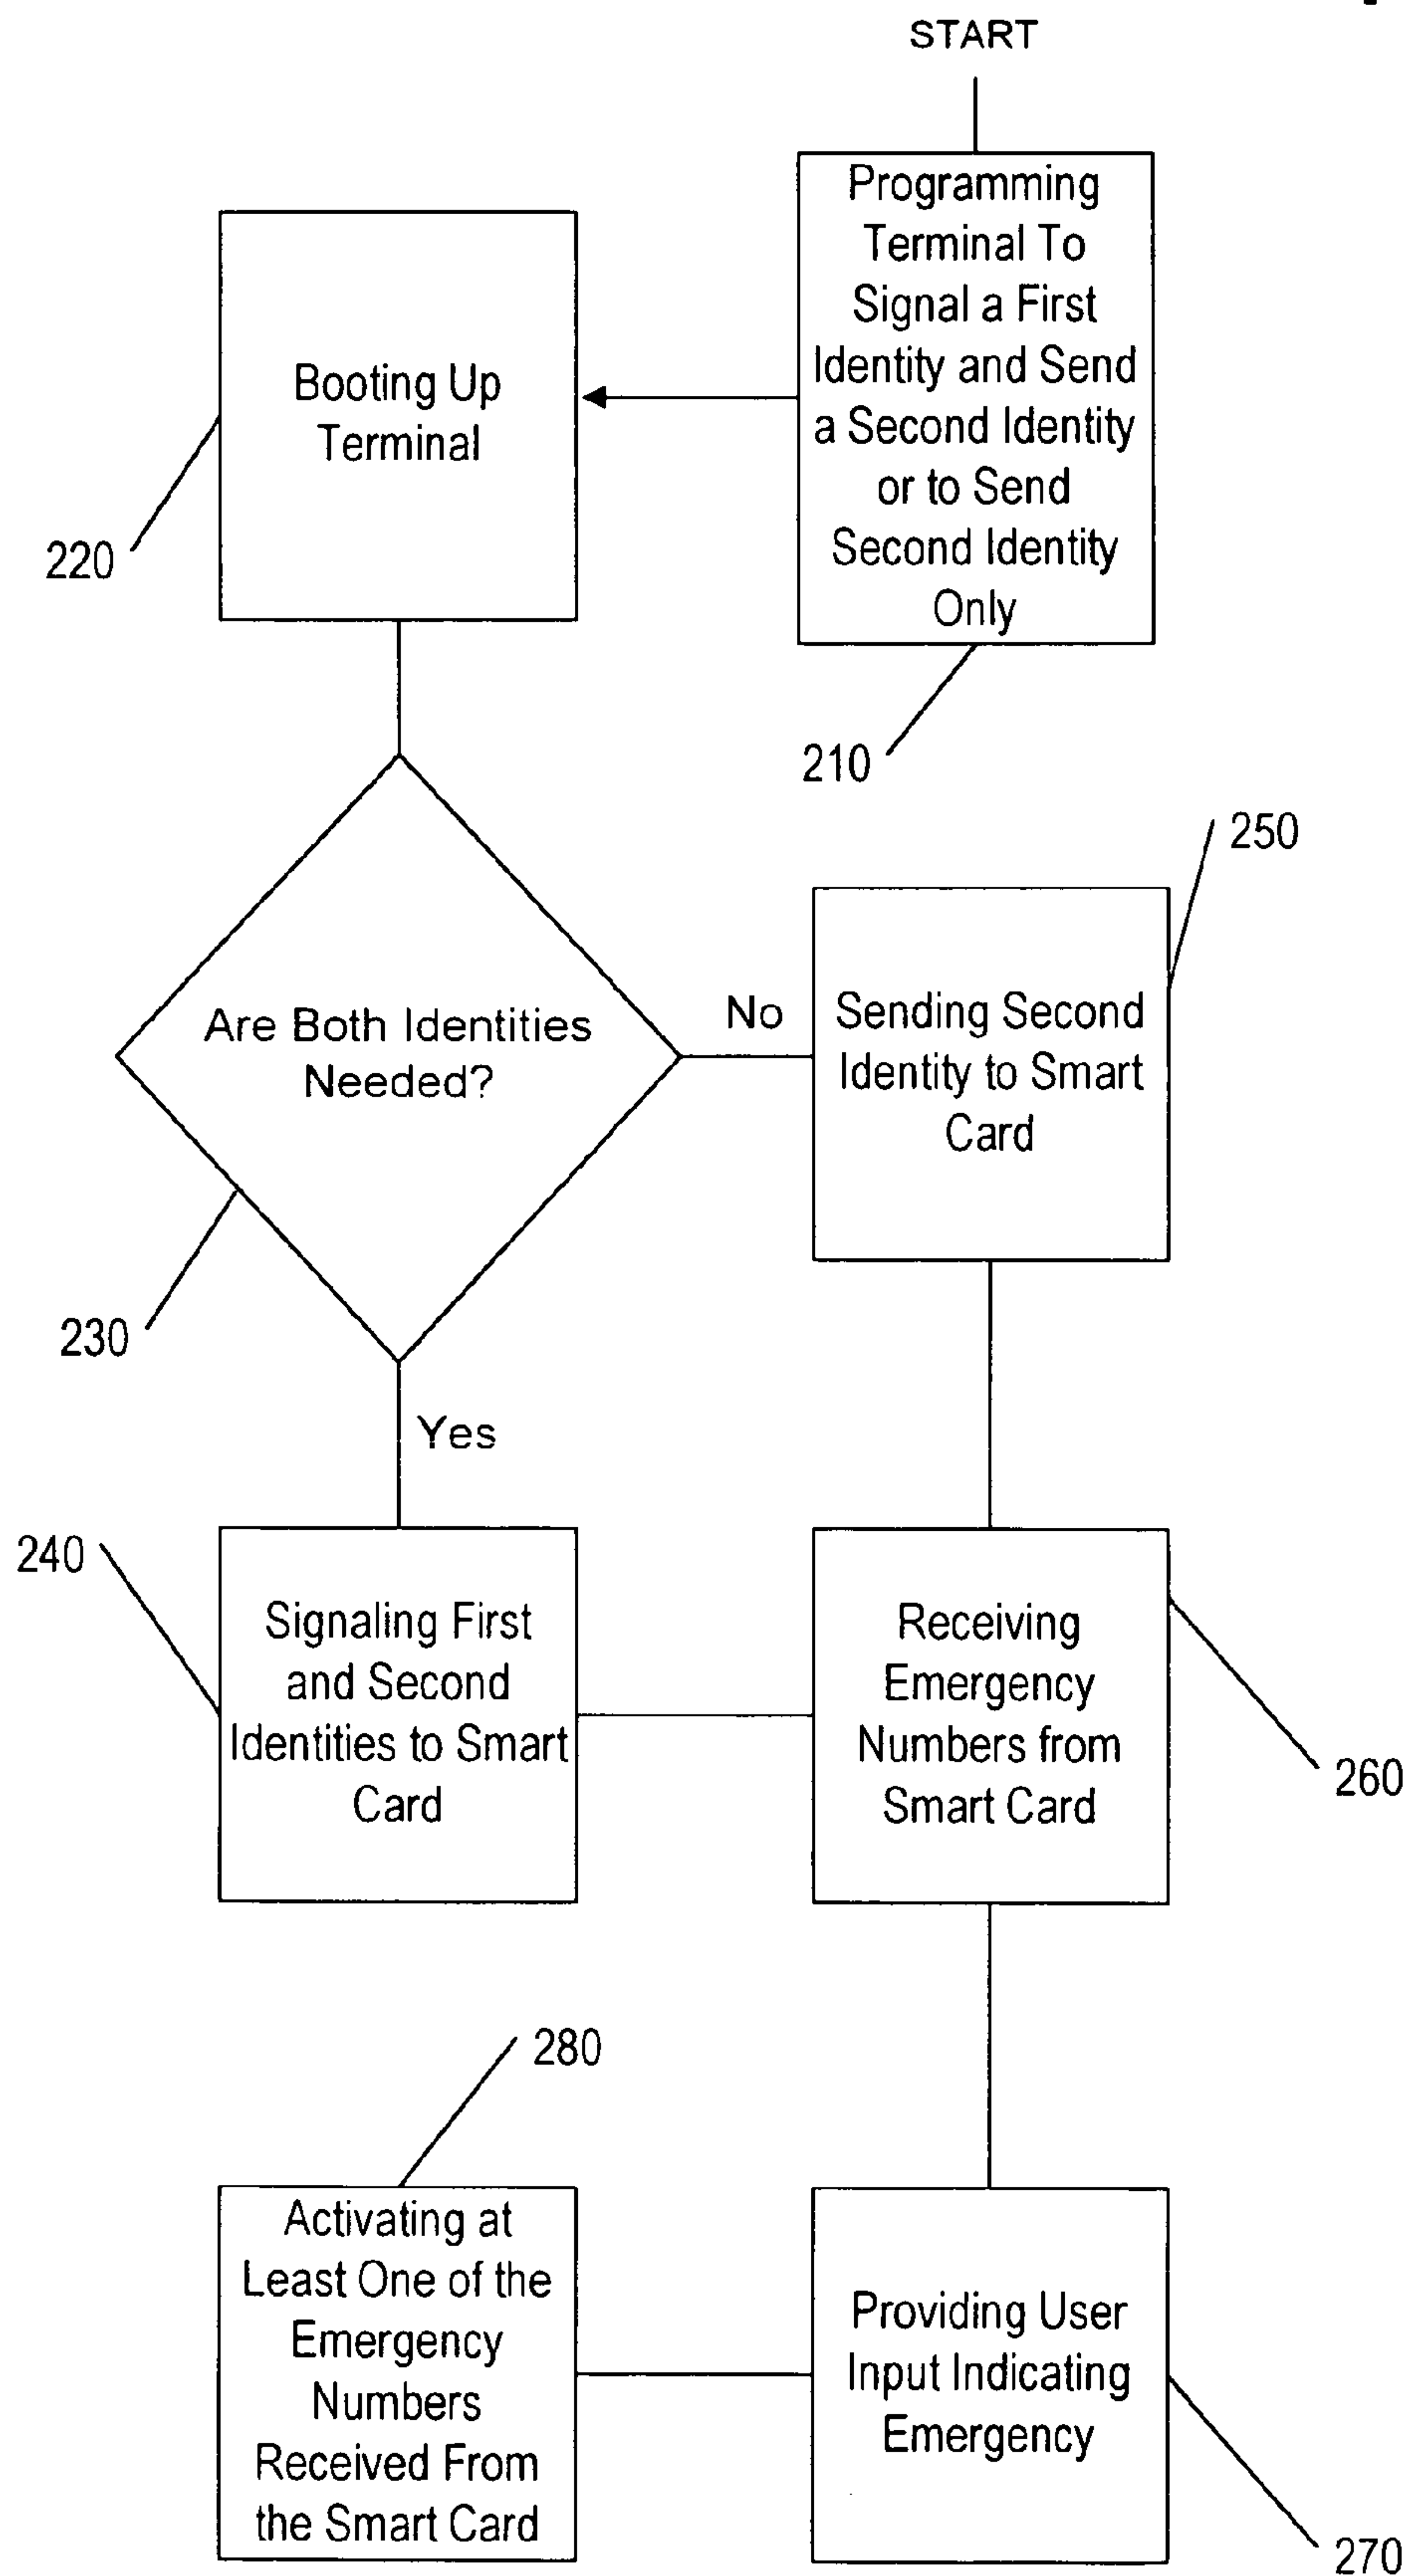 START
Programming
Terminal To
Signal a First
Identity and Send
a Second Identity
or to Send
Second Identity
Only
210
Booting Up
Terminal
220
Are Both Identities
Needed?
230
No
Yes
250
Sending Second
Identity to Smart
Card
240
Signaling First
and Second
Identities to Smart
Card
Receiving
Emergency
Numbers from
Smart Card
260
Providing User
Input Indicating
Emergency
270
280
Activating at
Least One of the
Emergency
Numbers
Received From
the Smart Card